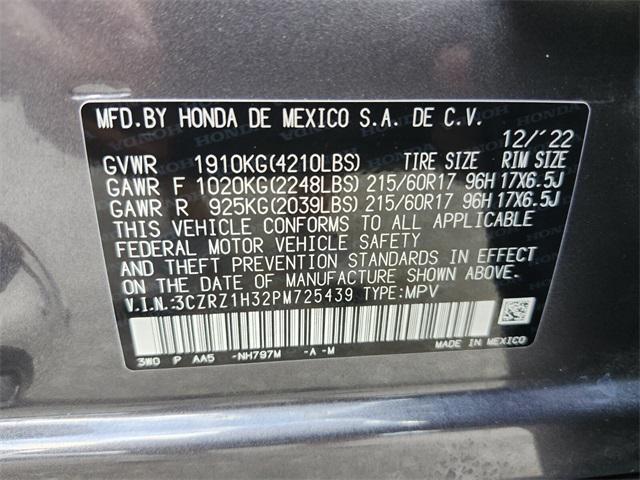 MFD.BY HONDA DE MEXICO S.A. DE C.V.
12/'22
GVWR 1910KG(4210LBS) TIRE SIZE RIM SIZE
GAWR F 1020KG(2248LBS) 215/60R17 96H 17X6.5J
GAWR R 925KG(2039LBS) 215/60R17 96H 17X6.5J
THIS VEHICLE CONFORMS TO ALL APPLICABLE
FEDERAL MOTOR VEHICLE SAFETY
AND THEFT PREVENTION STANDARDS IN EFFECT
ON THE DATE OF MANUFACTURE SHOWN ABOVE.
V.I.N.:3CZRZ1H32PM725439 TYPE:MPV
3W0 P AA5 -NH797M -A -M
MADE IN MEXICO